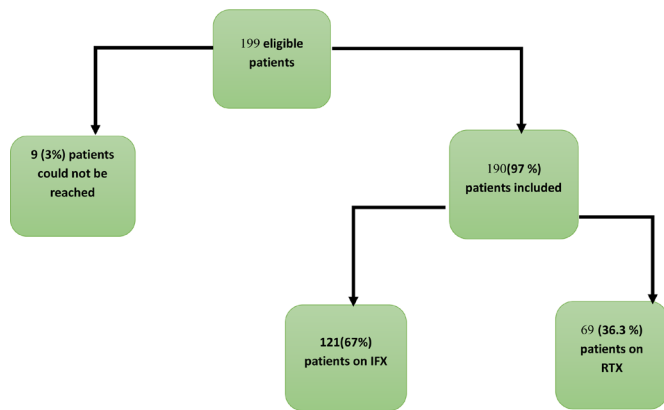 199 eligible
patients
9 (3%) patients
could not be
reached
190(97 %)
patients included
121(67%)
patients on IFX
69 (36.3 %)
patients on
RTX